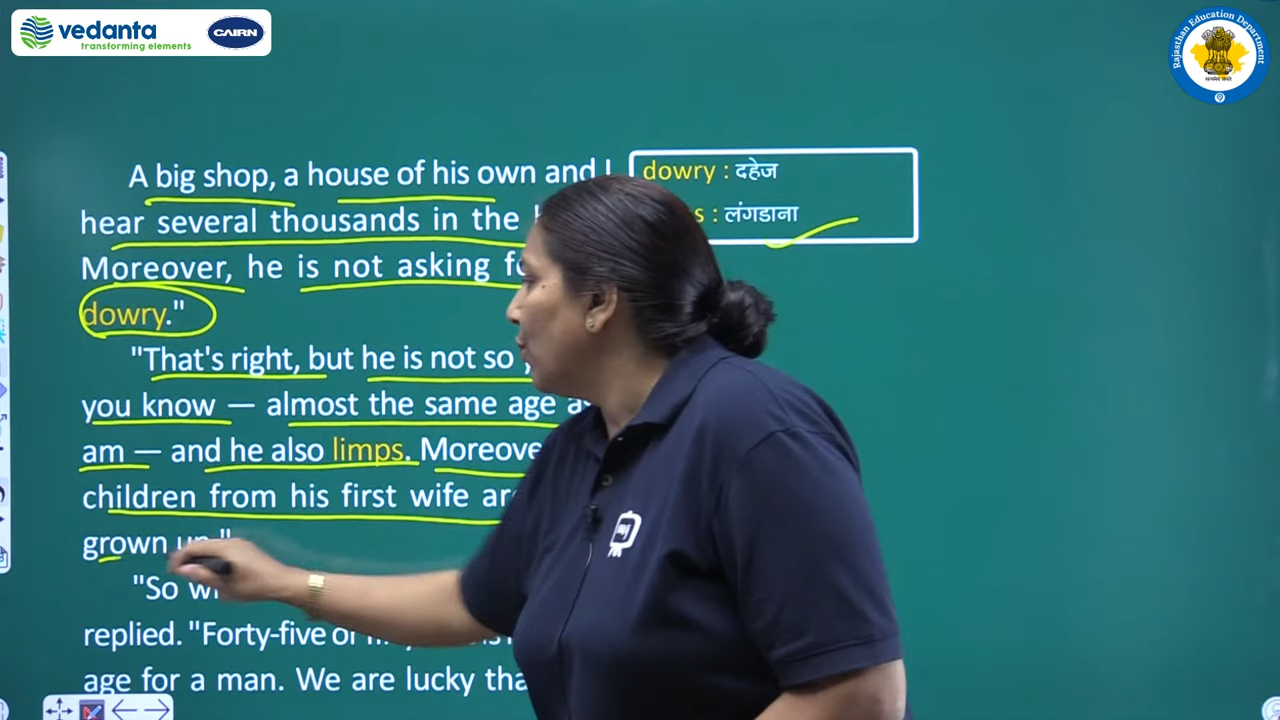 vedanta
transforming elements
CAIRN
Rajasthan Education Department
A big shop, a house of his own and I
hear several thousands in the
Moreover, he is not asking
dowry."
"That's right, but he is not so
you know — almost the same age
am — and he also limps. Moreove
children from his first wife
grown up."
"So
replied. "Forty-five or
age for a man. We are lucky
dowry : दहेज
: लंगडाना